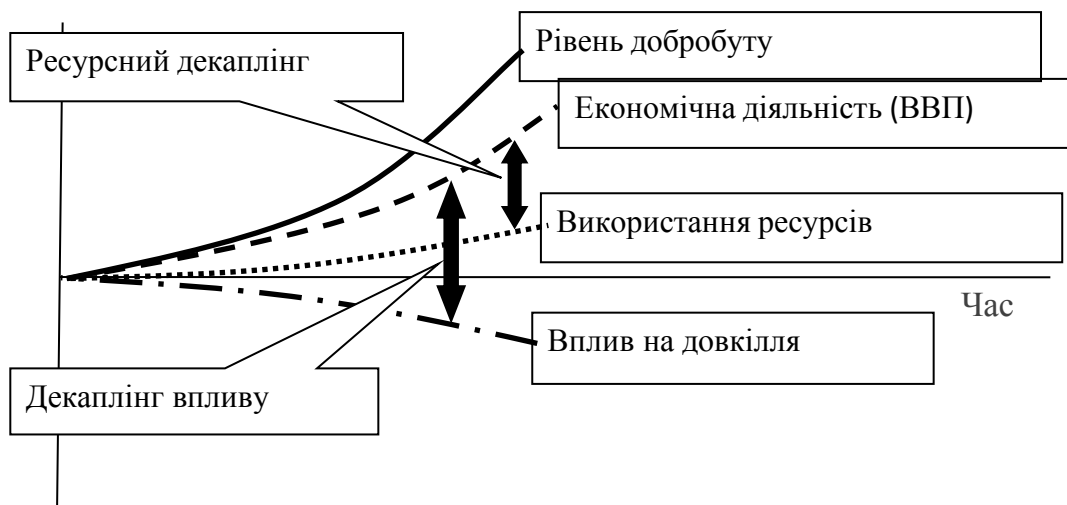 Ресурсний декаплінг
Рівень добробуту
Економічна діяльність (ВВП)
Використання ресурсів
Час
Вплив на довкілля
Декаплінг впливу